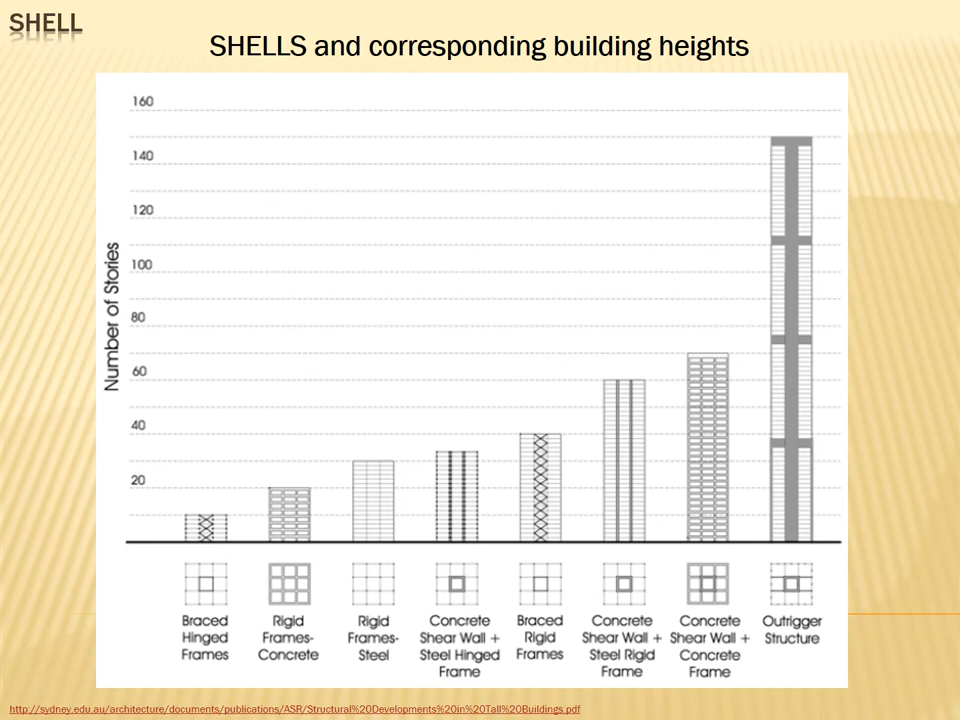 SHELL
SHELLS and corresponding building heights
160
140
120
100
80
60
40
20
Number of Stories
Braced
Hinged
Frames
Rigid
Frames-
Concrete
Rigid
Frames-
Steel
Concrete
Shear Wall +
Steel Hinged
Frame
Braced
Rigid
Frames
Concrete
Shear Wall +
Steel Rigid
Frame
Concrete
Shear Wall +
Concrete
Frame
Outrigger
Structure
http://sydney.edu.au/architecture/documents/publications/ASR/Structural%20Developments%20in%20Tall%20Buildings.pdf